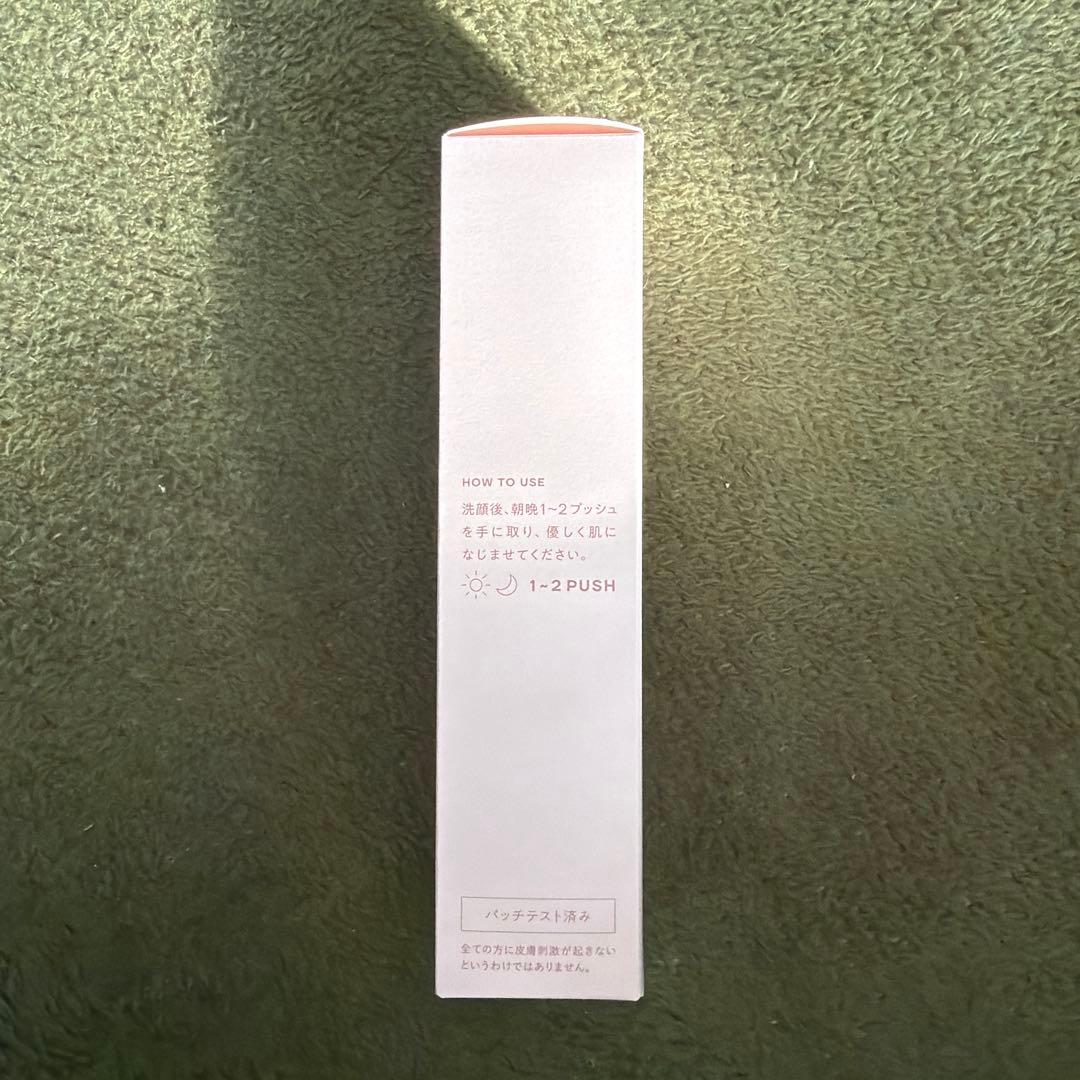 HOW TO USE
洗顔後、朝晩1~2プッシュ
を手に取り、優しく肌に
なじませてください。
1~2 PUSH
パッチテスト済み
全ての方に皮膚刺激が起きない
というわけではありません。